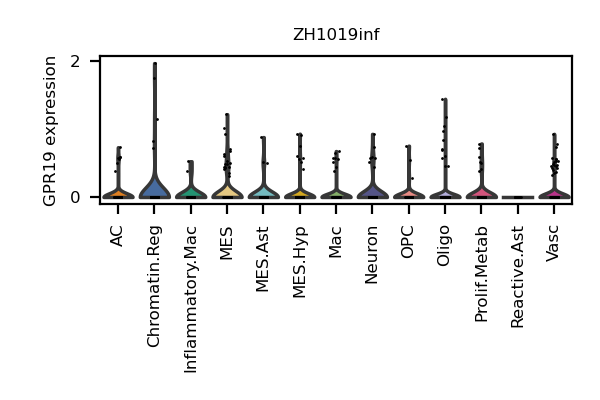 ZH1019inf
GPR19 expression
2
0
AC
Chromatin.Reg
Inflammatory.Mac
MES
MES.Ast
MES.Hyp
Mac
Neuron
OPC
Oligo
Prolif.Metab
Reactive.Ast
Vasc